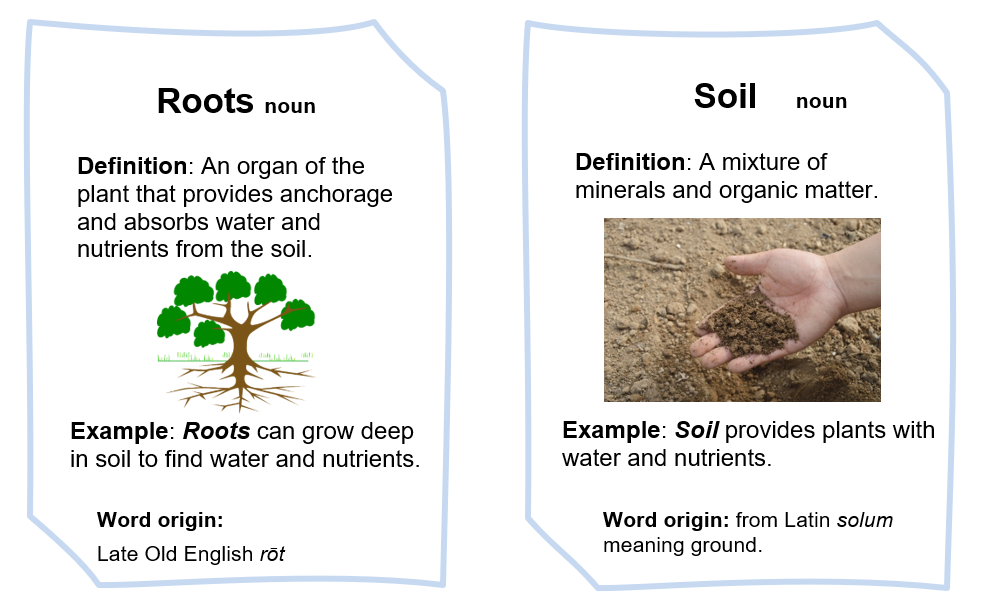 Roots noun
Definition: An organ of the
plant that provides anchorage
and absorbs water and
nutrients from the soil.
Example: Roots can grow deep
in soil to find water and nutrients.
Word origin:
Late Old English rōt
Soil noun
Definition: A mixture of
minerals and organic matter.
Example: Soil provides plants with
water and nutrients.
Word origin: from Latin solum
meaning ground.